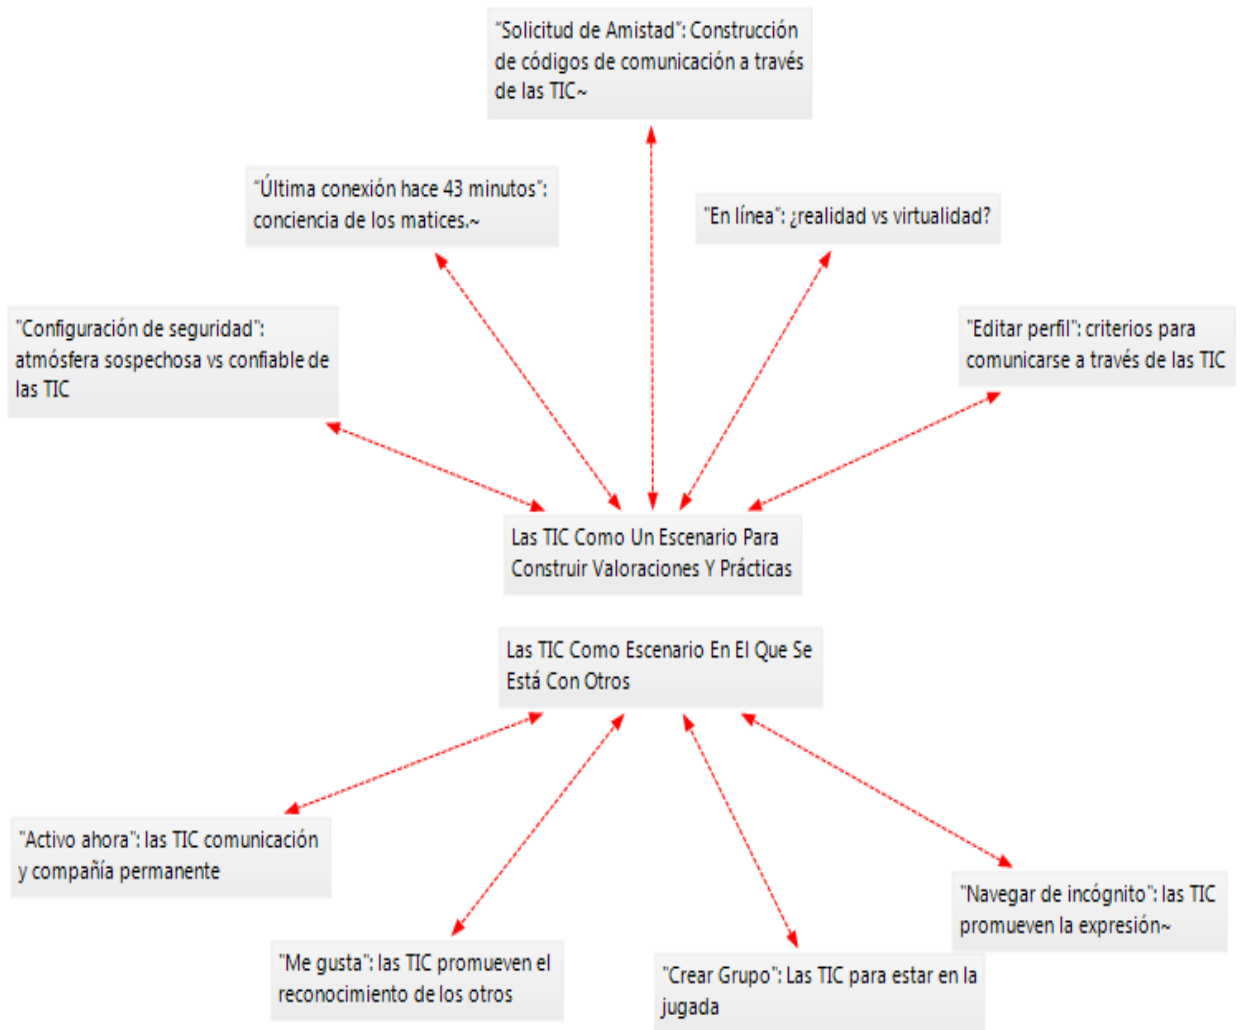 "Solicitud de Amistad": Construcción
de códigos de comunicación a través
de las TIC~
"Última conexión hace 43 minutos":
conciencia de los matices.~
"En línea": ¿realidad vs virtualidad?
"Configuración de seguridad":
atmósfera sospechosa vs confiable de
las TIC
"Editar perfil": criterios para
comunicarse a través de las TIC
Las TIC Como Un Escenario Para
Construir Valoraciones Y Prácticas
Las TIC Como Escenario En El Que Se
Está Con Otros
"Activo ahora": las TIC comunicación
y compañía permanente
"Me gusta": las TIC promueven el
reconocimiento de los otros
"Crear Grupo": Las TIC para estar en la
jugada
"Navegar de incógnito": las TIC
promueven la expresión~